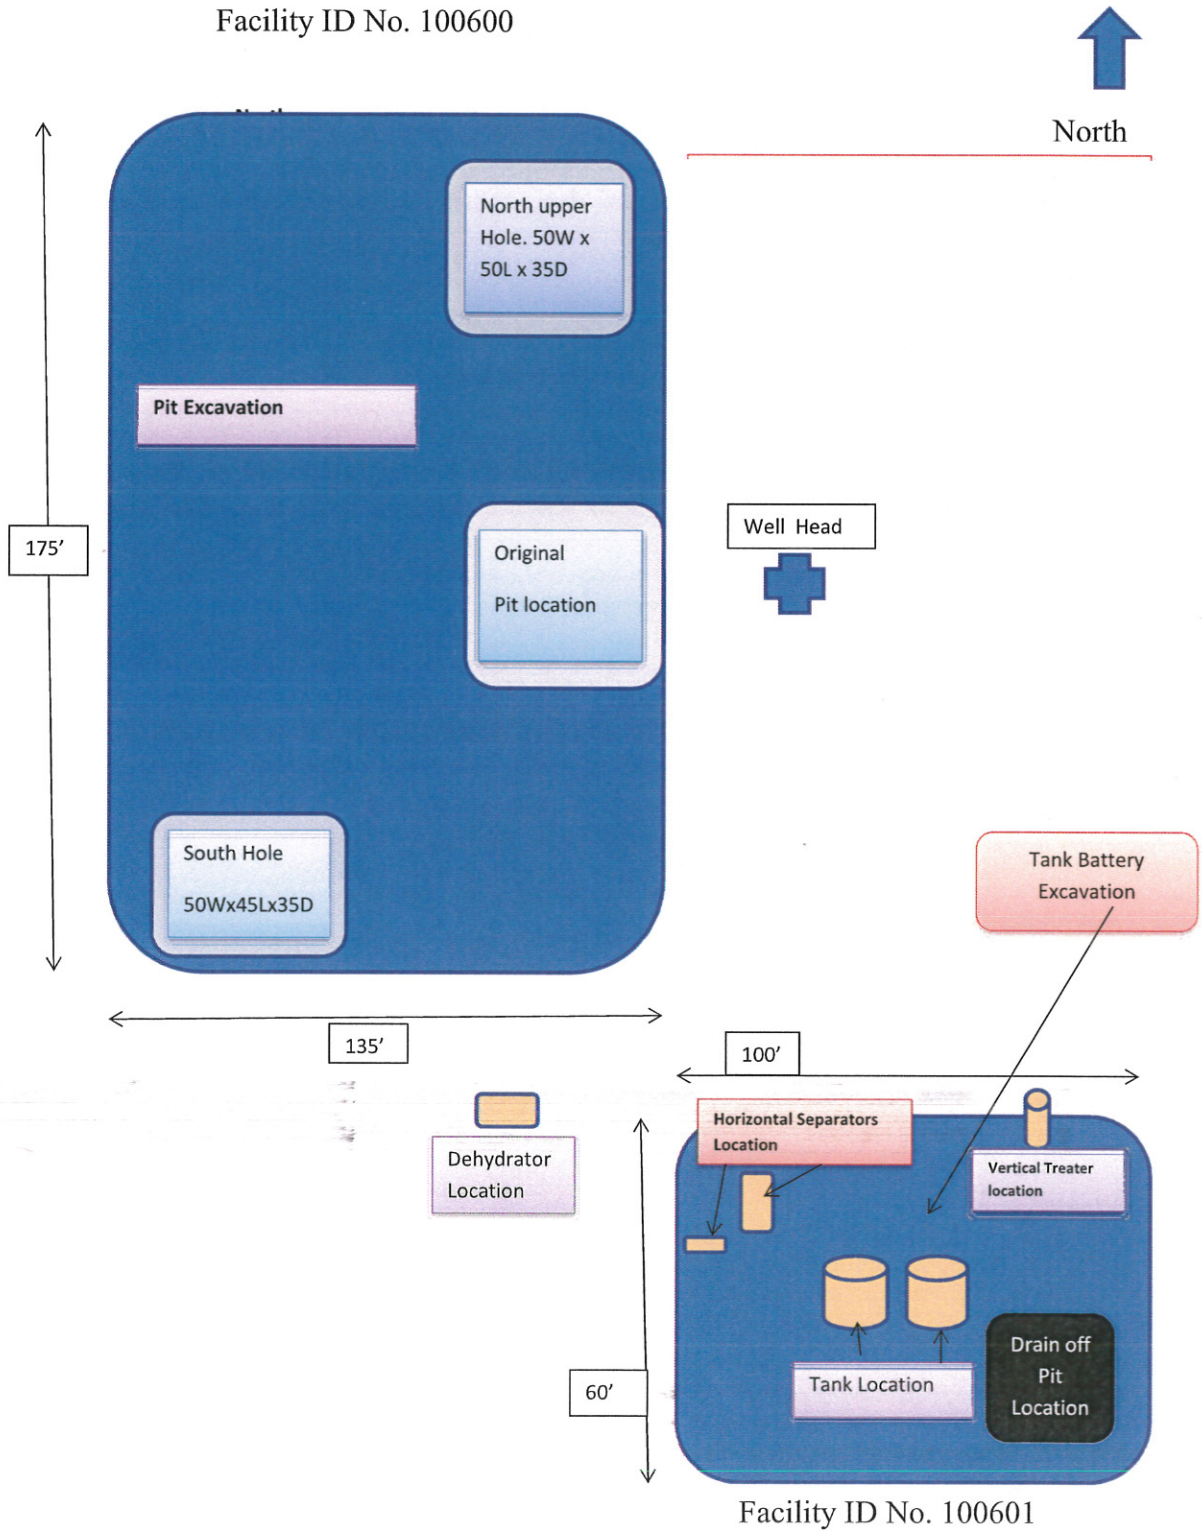 Facility ID No. 100600
North
North upper
Hole. 50W x
50L x 35D
Pit Excavation
175’
Well Head
Original
Pit location
South Hole
50Wx45Lx35D
Tank Battery
Excavation
135’
100’
Horizontal Separators
Location
Dehydrator
Location
Vertical Treater
location
60’
Tank Location
Drain off
Pit
Location
Facility ID No. 100601